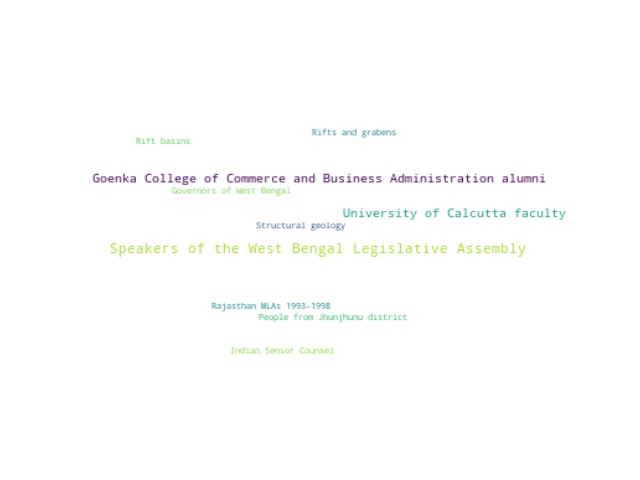 Rifts and grabens
Rift basins
Goenka College of Commerce and Business Administration alumni
Governors of West Bengal
University of Calcutta faculty
Structural geology
Speakers of the West Bengal Legislative Assembly
Rajasthan MLAs 1993–1998
People from Jhunjhunu district
Indian Senior Counsel